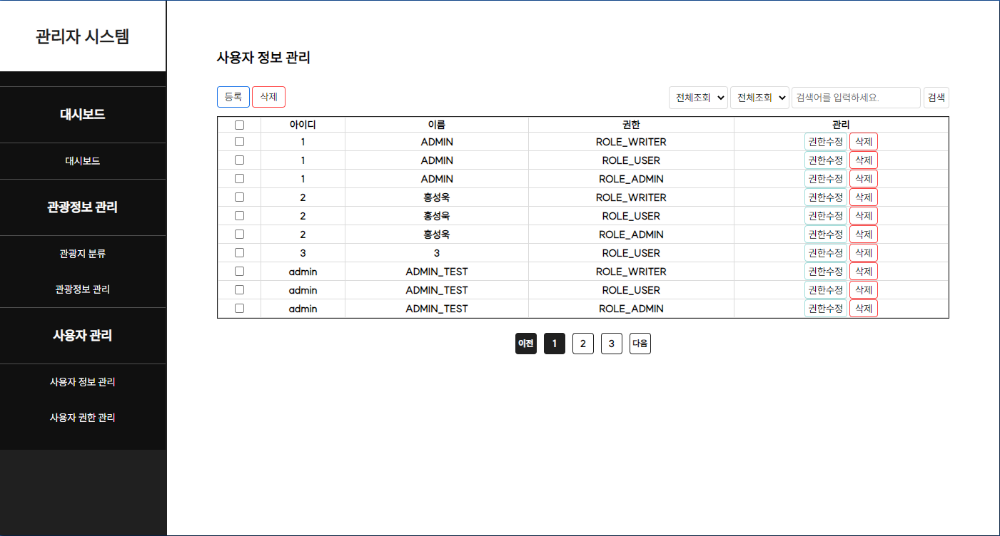 관리자 시스템
대시보드
대시보드
관광정보 관리
관광지 분류
관광정보 관리
사용자 관리
사용자 정보 관리
사용자 권한 관리
사용자 정보 관리
등록 삭제 전체조회 전체조회 검색어를 입력하세요. 검색
아이디 이름 권한 관리
1 ADMIN ROLE_WRITER 권한수정 삭제
1 ADMIN ROLE_USER 권한수정 삭제
1 ADMIN ROLE_ADMIN 권한수정 삭제
2 홍성욱 ROLE_WRITER 권한수정 삭제
2 홍성욱 ROLE_USER 권한수정 삭제
2 홍성욱 ROLE_ADMIN 권한수정 삭제
3 3 ROLE_USER 권한수정 삭제
admin ADMIN_TEST ROLE_WRITER 권한수정 삭제
admin ADMIN_TEST ROLE_USER 권한수정 삭제
admin ADMIN_TEST ROLE_ADMIN 권한수정 삭제
이전 1 2 3 다음